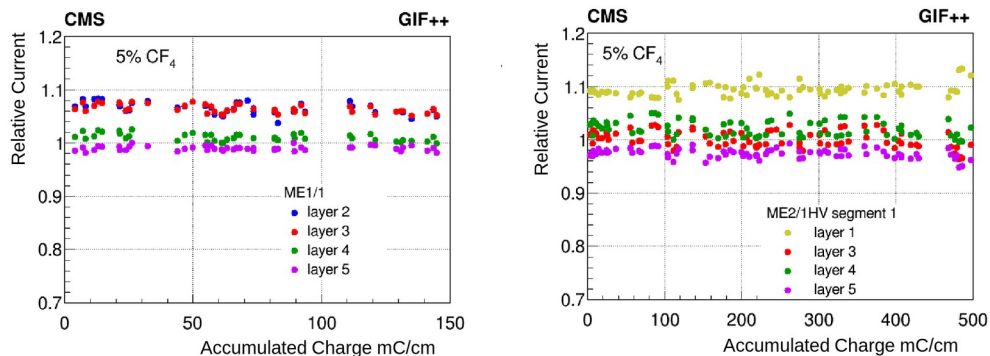 CMS GIF++
1.2
5% CF₄
1.1
1
0.9
0.8
0.7
Relative Current
ME1/1
layer 2
layer 3
layer 4
layer 5
0 50 100 150
Accumulated Charge mC/cm
CMS GIF++
1.2
5% CF₄
1.1
1
0.9
0.8
0.7
Relative Current
ME2/1HV segment 1
layer 1
layer 3
layer 4
layer 5
0 100 200 300 400 500
Accumulated Charge mC/cm